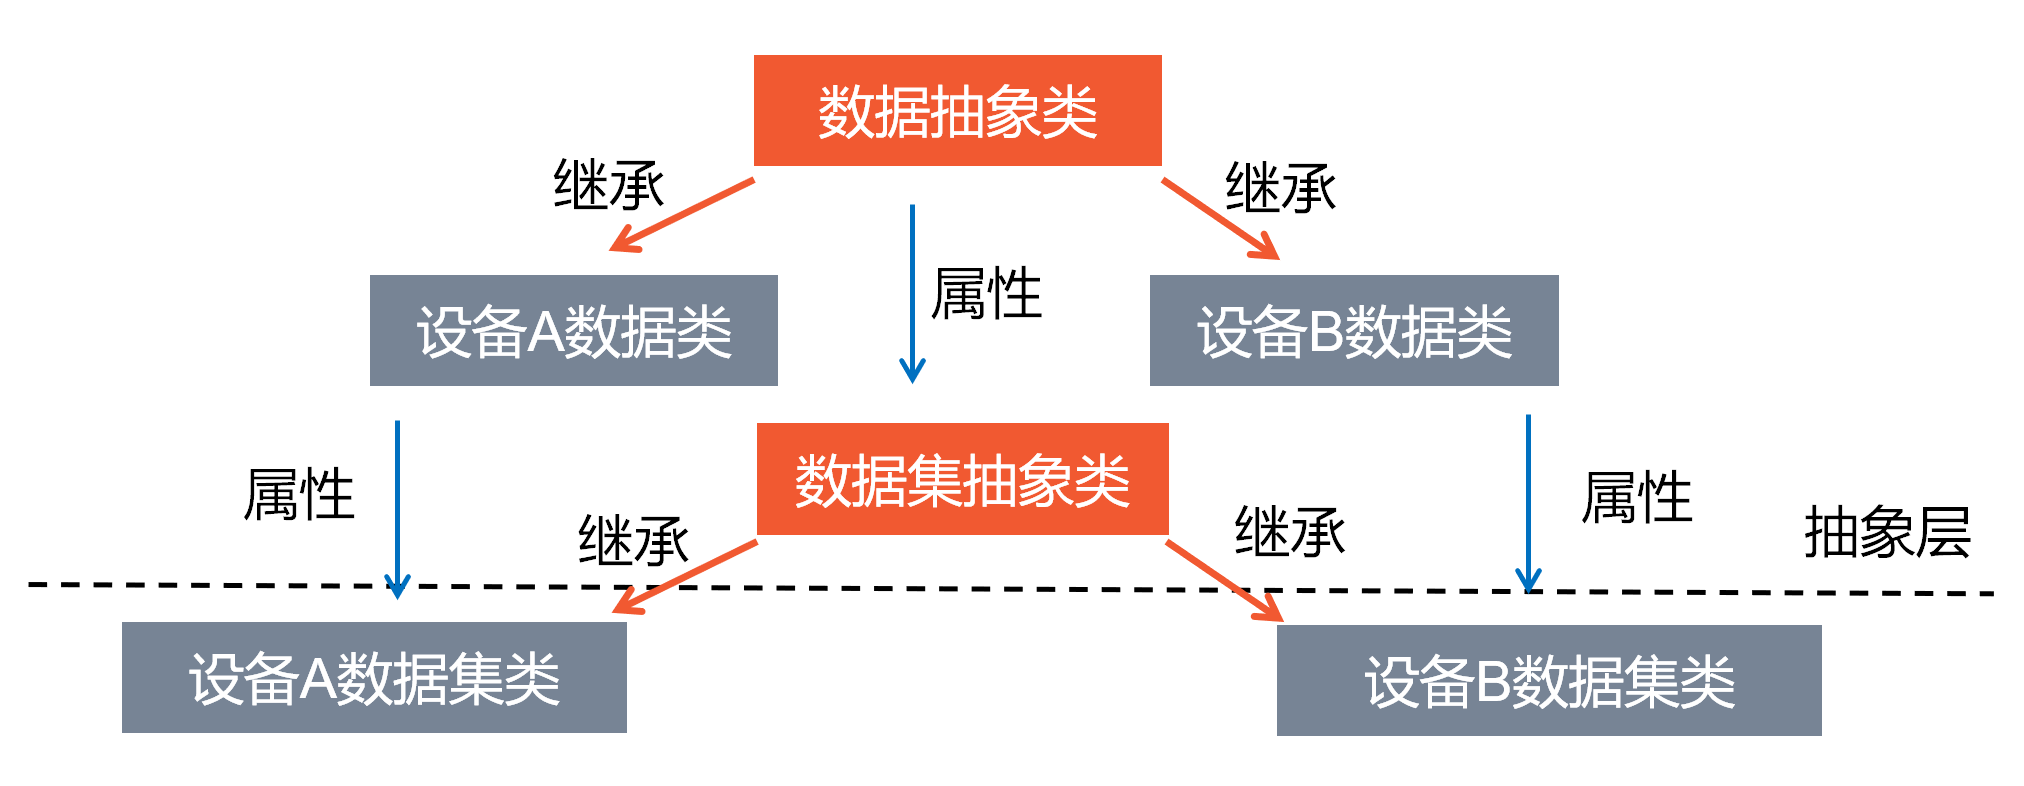 数据抽象类
继承
继承
属性
设备A数据类
设备B数据类
数据集抽象类
属性
属性
继承
继承
抽象层
设备A数据集类
设备B数据集类